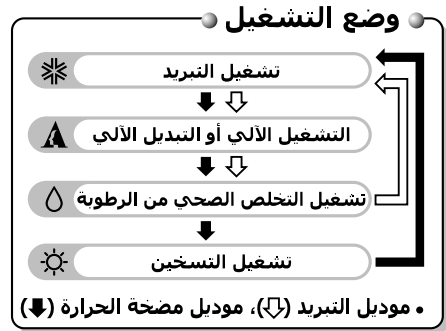 وضع التشغيل
تشغيل التبريد
التشغيل الآلي أو التبديل الآلي
تشغيل التخلص الصحي من الرطوبة
تشغيل التسخين
• موديل التبريد (⇩)، موديل مضخة الحرارة (⬇)